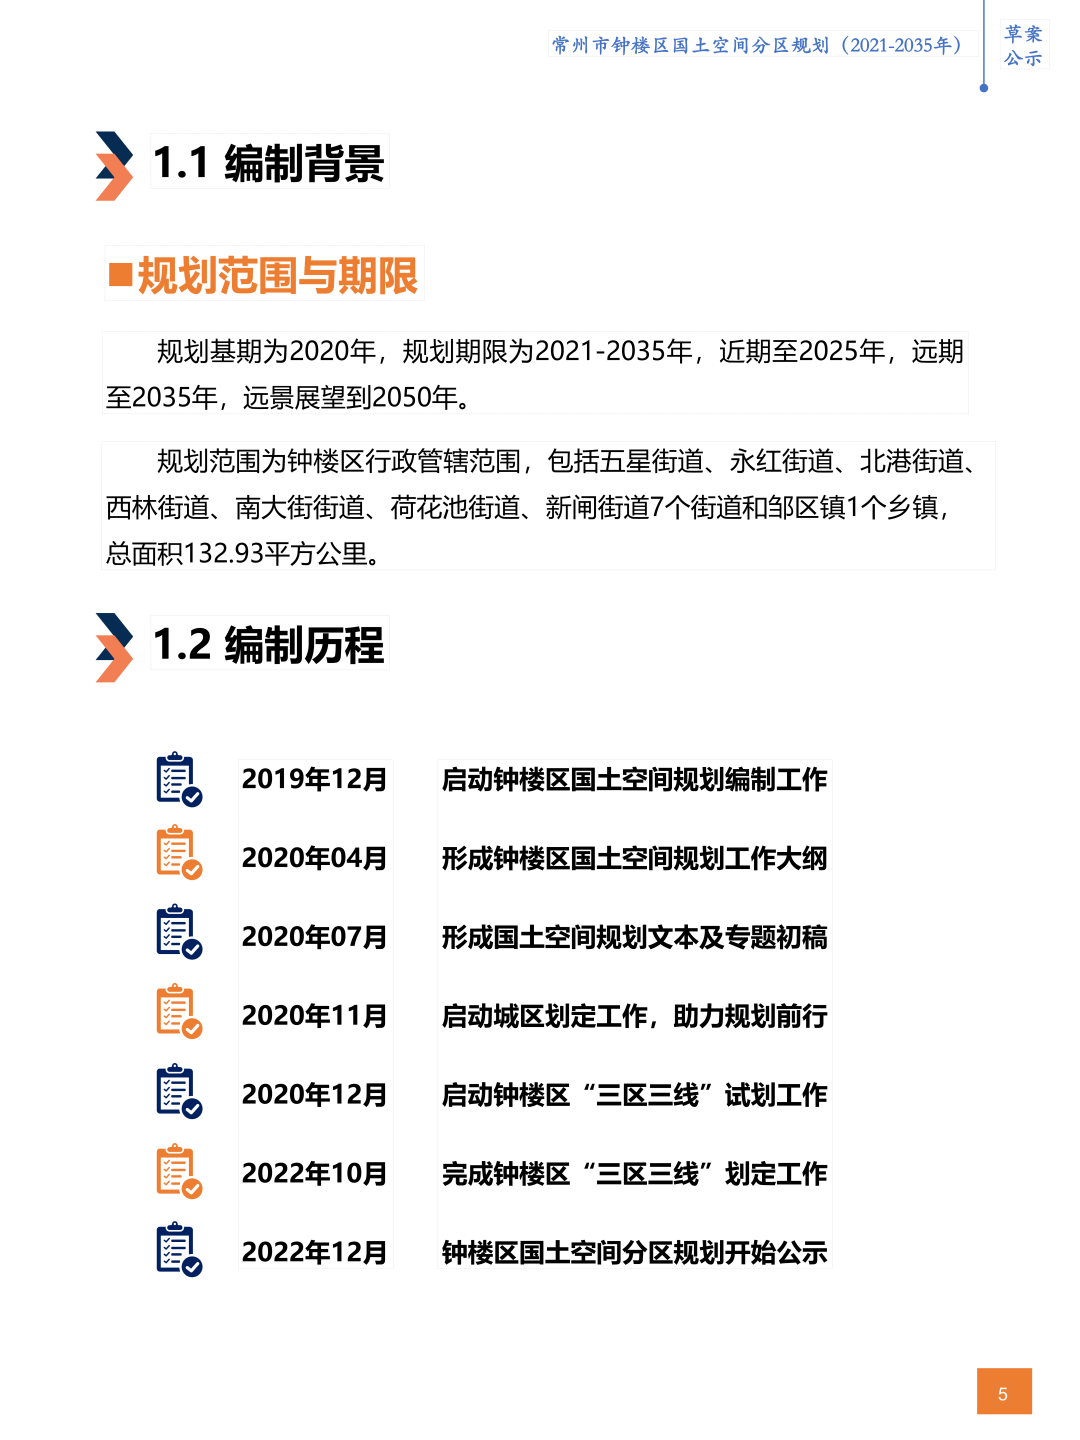 常州市钟楼区国土空间分区规划（2021-2035年）
草案
公示
1.1 编制背景
■规划范围与期限
规划基期为2020年，规划期限为2021-2035年，近期至2025年，远期
至2035年，远景展望到2050年。
规划范围为钟楼区行政管辖范围，包括五星街道、永红街道、北港街道、
西林街道、南大街街道、荷花池街道、新闸街道7个街道和邹区镇1个乡镇，
总面积132.93平方公里。
1.2 编制历程
2019年12月 启动钟楼区国土空间规划编制工作
2020年04月 形成钟楼区国土空间规划工作大纲
2020年07月 形成国土空间规划文本及专题初稿
2020年11月 启动城区划定工作，助力规划前行
2020年12月 启动钟楼区“三区三线”试划工作
2022年10月 完成钟楼区“三区三线”划定工作
2022年12月 钟楼区国土空间分区规划开始公示
5